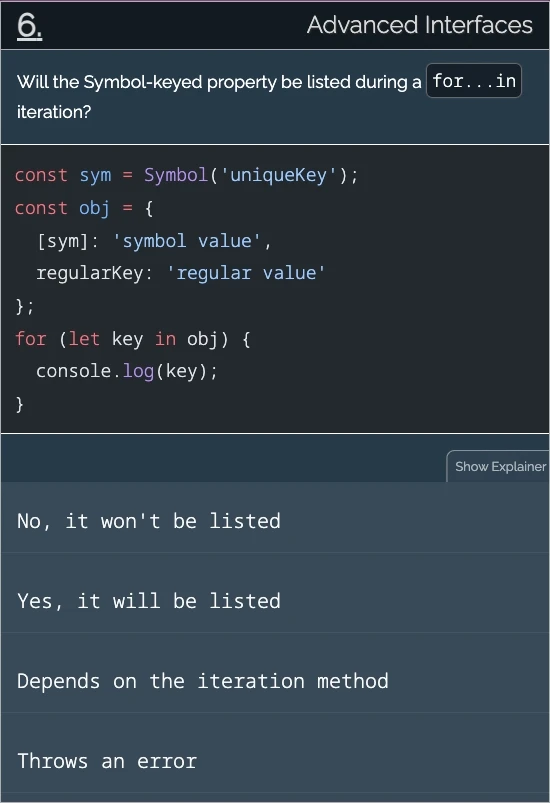 6.
Advanced Interfaces
Will the Symbol-keyed property be listed during a for...in
iteration?
const sym = Symbol('uniqueKey');
const obj = {
  [sym]: 'symbol value',
  regularKey: 'regular value'
};
for (let key in obj) {
  console.log(key);
}
Show Explainer
No, it won't be listed
Yes, it will be listed
Depends on the iteration method
Throws an error